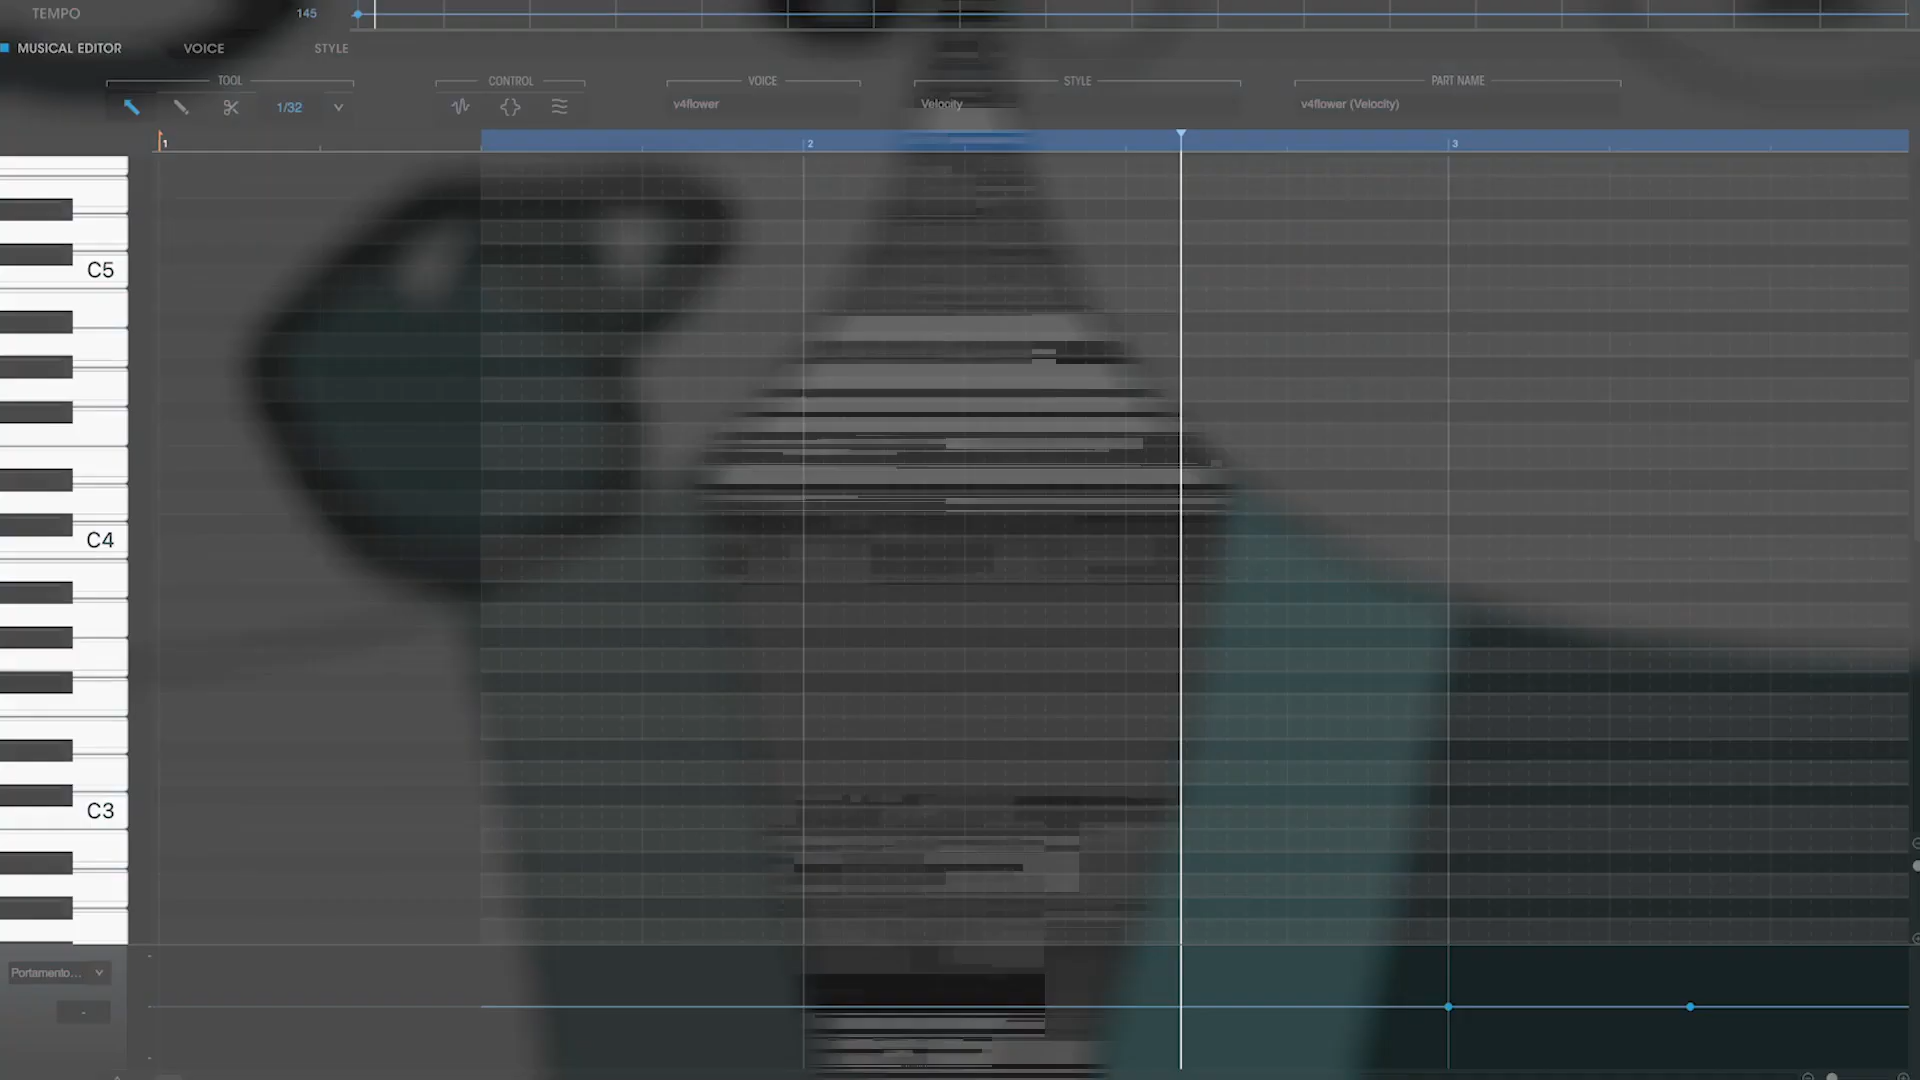 TEMPO 145
MUSICAL EDITOR VOICE STYLE
TOOL CONTROL VOICE STYLE PART NAME
1/32 v4flower Velocity v4flower (Velocity)
1 2 3
C5
C4
C3
Portamento...
-